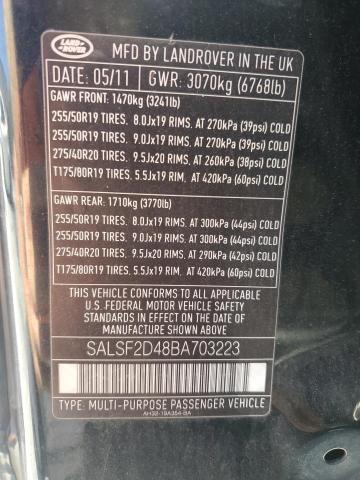 LAND
ROVER
MFD BY LANDROVER IN THE UK
DATE: 05/11 GWR: 3070kg (6768lb)
GAWR FRONT: 1470kg (3241lb)
255/50R19 TIRES. 8.0Jx19 RIMS, AT 270kPa (39psi) COLD
255/50R19 TIRES. 9.0Jx19 RIMS, AT 270kPa (39psi) COLD
275/40R20 TIRES. 9.5Jx20 RIMS, AT 260kPa (38psi) COLD
T175/80R19 TIRES. 5.5Jx19 RIM, AT 420kPa (60psi) COLD
GAWR REAR: 1710kg (3770lb)
255/50R19 TIRES. 8.0Jx19 RIMS, AT 300kPa (44psi) COLD
255/50R19 TIRES. 9.0Jx19 RIMS, AT 300kPa (44psi) COLD
275/40R20 TIRES. 9.5Jx20 RIMS, AT 290kPa (42psi) COLD
T175/80R19 TIRES. 5.5Jx19 RIM, AT 420kPa (60psi) COLD
THIS VEHICLE CONFORMS TO ALL APPLICABLE
U.S. FEDERAL MOTOR VEHICLE SAFETY STANDARDS
AND BUMPER STANDARDS IN EFFECT ON THE
DATE OF MANUFACTURE SHOWN ABOVE
SALSF2D48BA703223
TYPE: MULTI-PURPOSE PASSENGER VEHICLE
AH32-19A354-BA